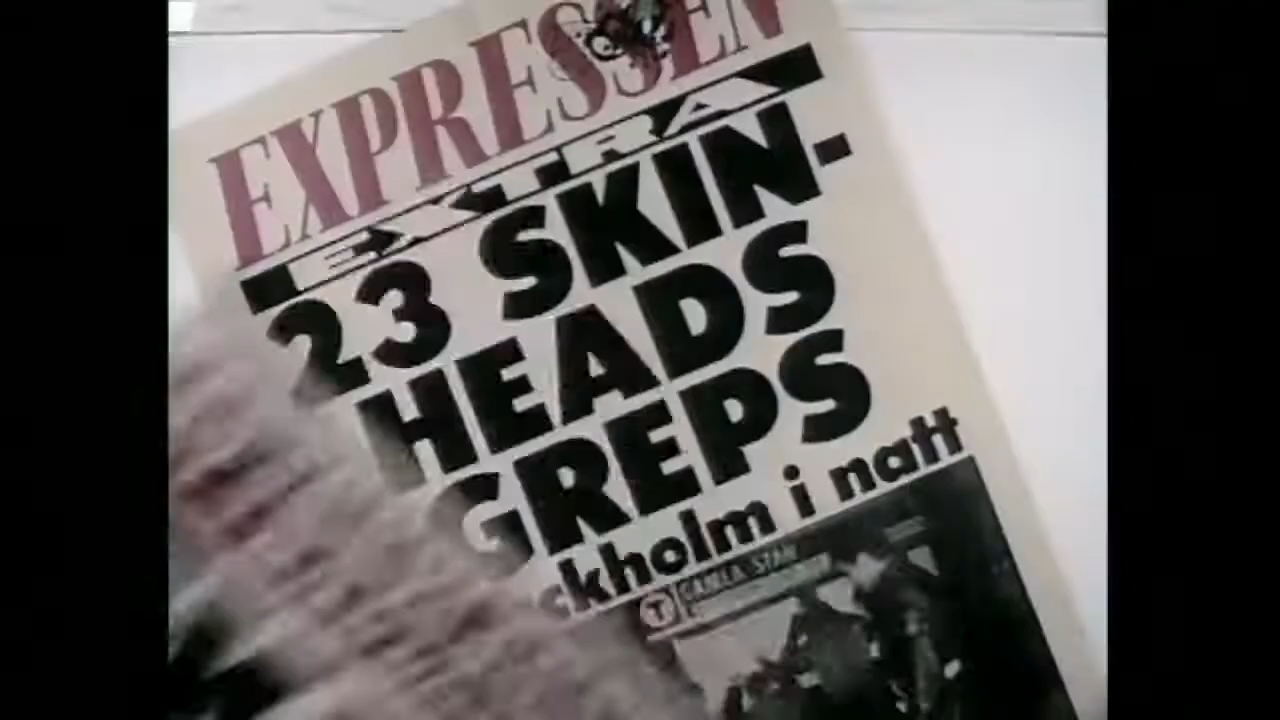 EXPRESSEN
EXTRA
23 SKIN-
HEADS
GREPS
ckholm i natt
T GAMLA STAN